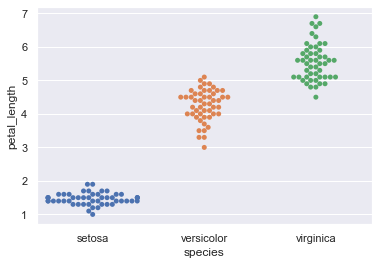 7
6
5
4
3
2
1
petal_length
setosa
versicolor
virginica
species